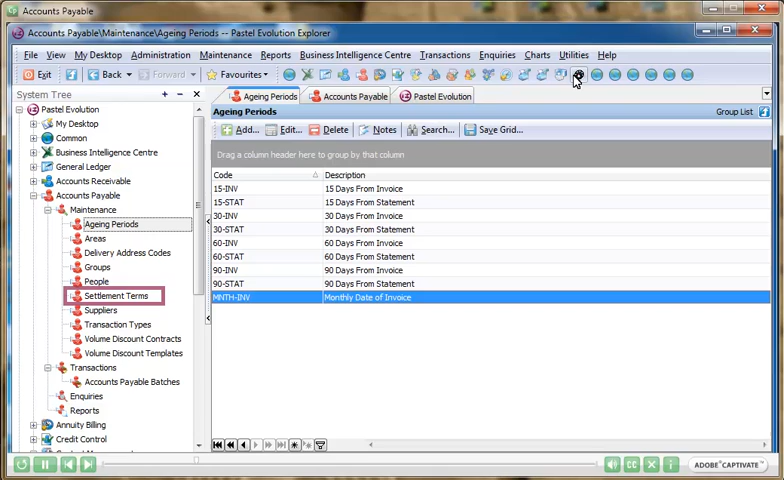 Accounts Payable
Accounts Payable\Maintenance\Ageing Periods -- Pastel Evolution Explorer
File View My Desktop Administration Maintenance Reports Business Intelligence Centre Transactions Enquiries Charts Utilities Help
Exit Back Forward Favourites
System Tree
Ageing Periods Accounts Payable Pastel Evolution
Pastel Evolution
My Desktop
Common
Business Intelligence Centre
General Ledger
Accounts Receivable
Accounts Payable
Maintenance
Ageing Periods
Areas
Delivery Address Codes
Groups
People
Settlement Terms
Suppliers
Transaction Types
Volume Discount Contracts
Volume Discount Templates
Transactions
Accounts Payable Batches
Enquiries
Reports
Annuity Billing
Credit Control
Ageing Periods Group List
Add... Edit... Delete Notes Search... Save Grid...
Drag a column header here to group by that column
Code Description
15-INV 15 Days From Invoice
15-STAT 15 Days From Statement
30-INV 30 Days From Invoice
30-STAT 30 Days From Statement
60-INV 60 Days From Invoice
60-STAT 60 Days From Statement
90-INV 90 Days From Invoice
90-STAT 90 Days From Statement
MNTH-INV Monthly Date of Invoice
CC
ADOBE CAPTIVATE